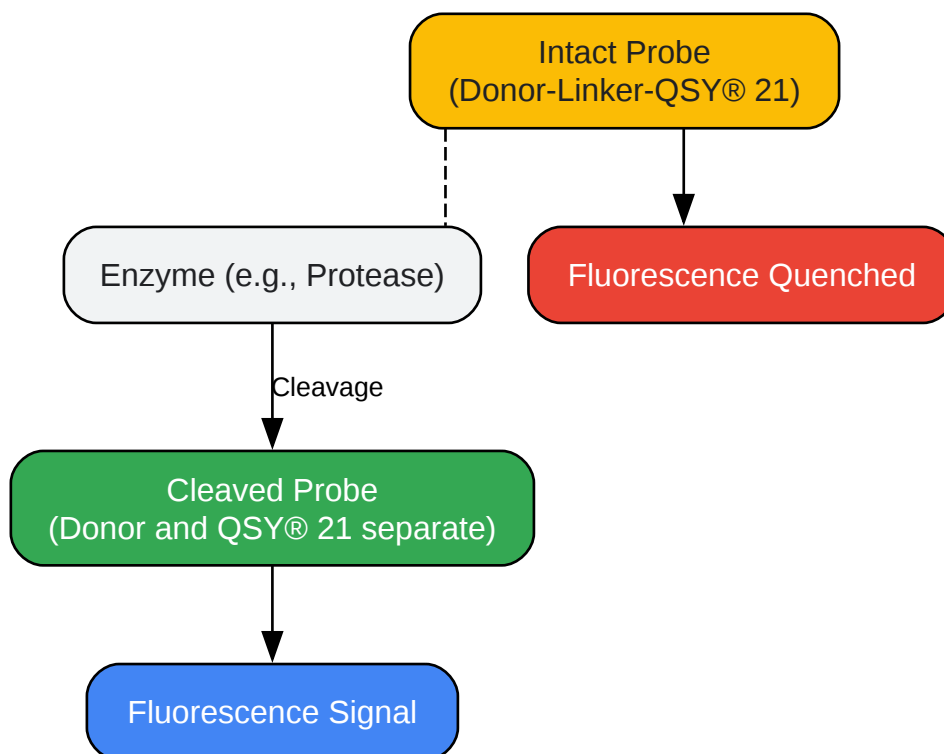 Intact Probe
(Donor-Linker-QSY® 21)
Enzyme (e.g., Protease)
Fluorescence Quenched
Cleavage
Cleaved Probe
(Donor and QSY® 21 separate)
Fluorescence Signal